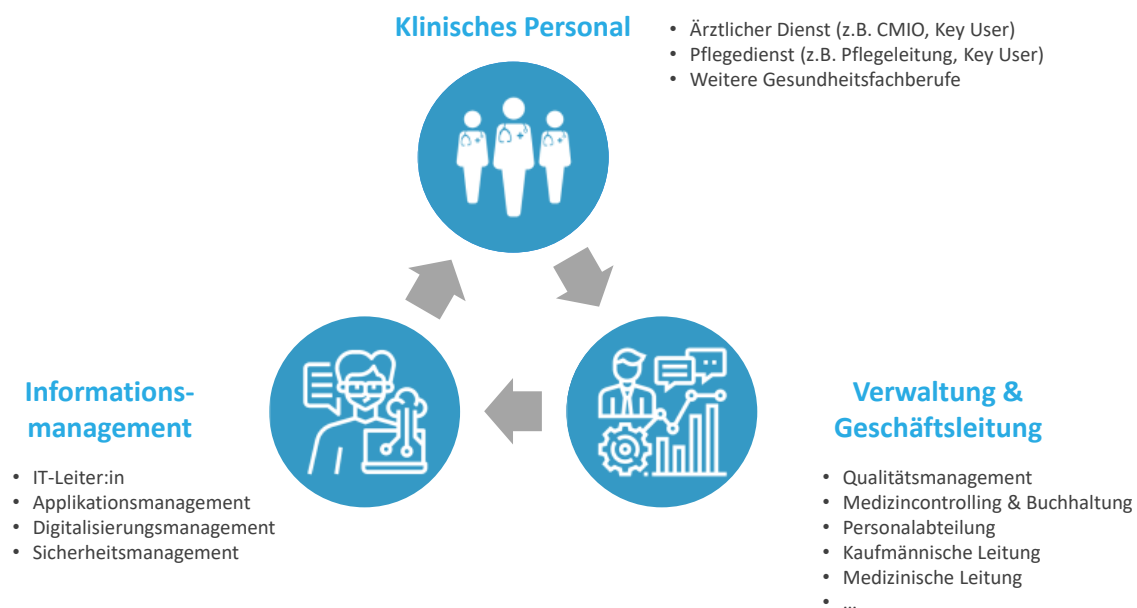 Klinisches Personal
• Ärztlicher Dienst (z.B. CMIO, Key User)
• Pflegedienst (z.B. Pflegeleitung, Key User)
• Weitere Gesundheitsfachberufe
Informations-
management
• IT-Leiter:in
• Applikationsmanagement
• Digitalisierungsmanagement
• Sicherheitsmanagement
Verwaltung &
Geschäftsleitung
• Qualitätsmanagement
• Medizincontrolling & Buchhaltung
• Personalabteilung
• Kaufmännische Leitung
• Medizinische Leitung
• ...